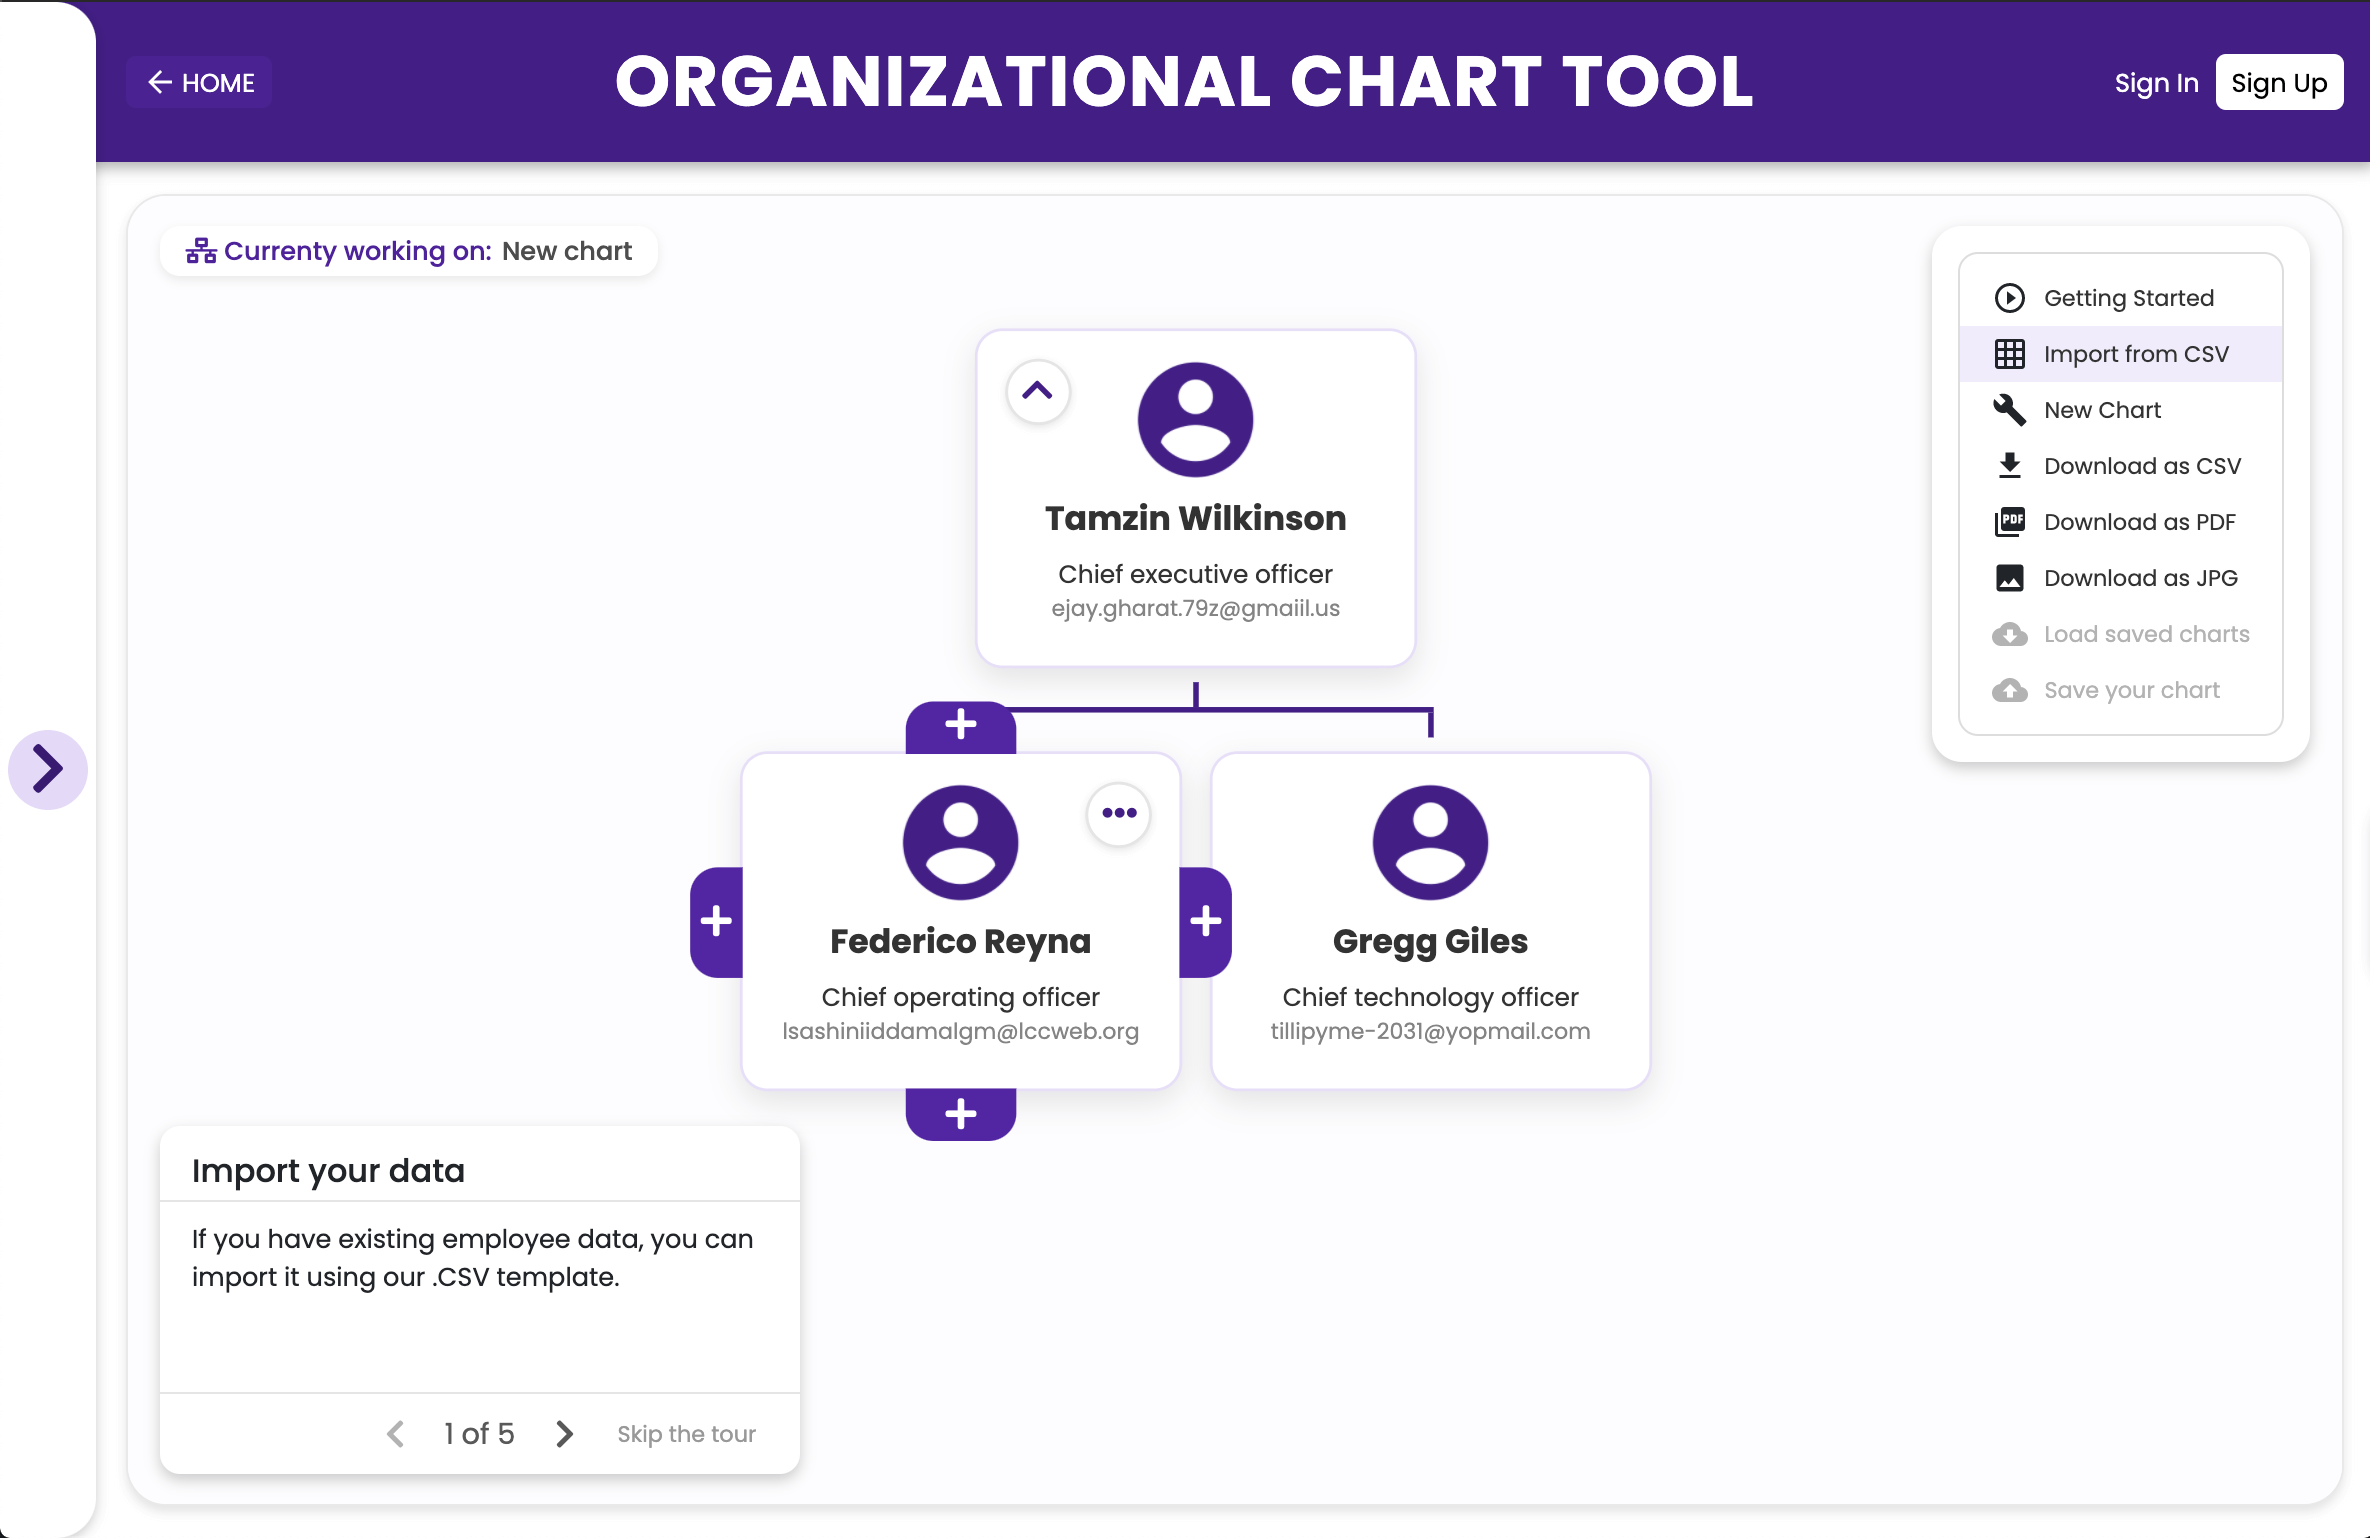 HOME
ORGANIZATIONAL CHART TOOL
Sign In
Sign Up
Currenty working on: New chart
Getting Started
Import from CSV
New Chart
Download as CSV
PDF
Download as PDF
Download as JPG
Load saved charts
Save your chart
Tamzin Wilkinson
Chief executive officer
ejay.gharat.79z@gmaiil.us
Federico Reyna
Chief operating officer
lsashiniiddamalgm@lccweb.org
Gregg Giles
Chief technology officer
tillipyme-2031@yopmail.com
Import your data
If you have existing employee data, you can
import it using our .CSV template.
1 of 5
Skip the tour